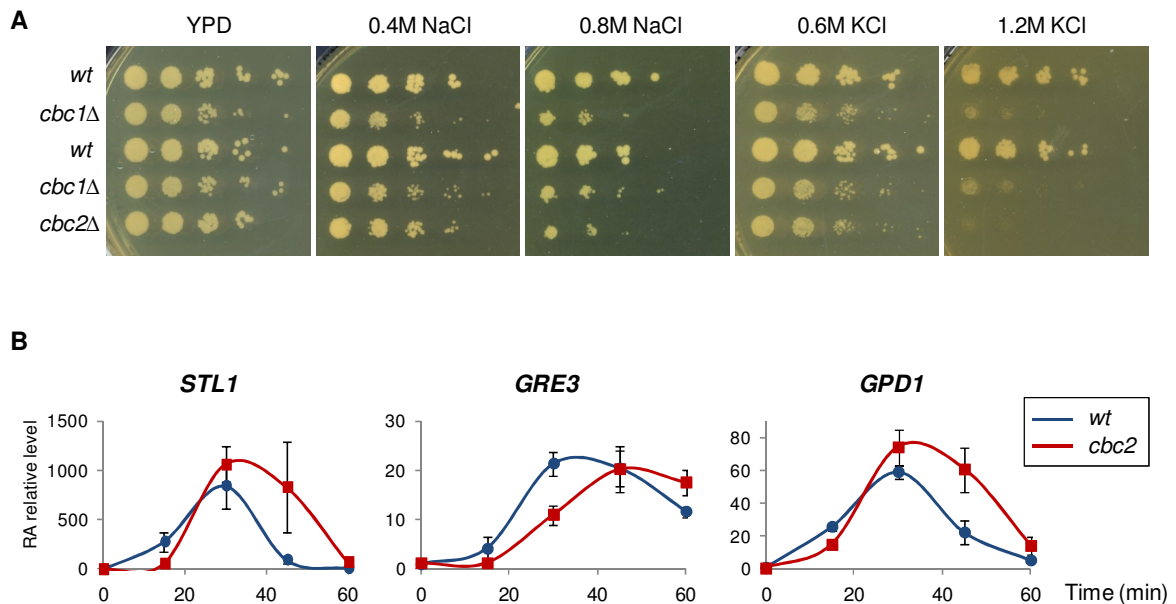 A
YPD 0.4M NaCl 0.8M NaCl 0.6M KCl 1.2M KCl
wt
cbc1Δ
wt
cbc1Δ
cbc2Δ
B
STL1 GRE3 GPD1
RA relative level
1500
1000
500
0
0 20 40 60
30
20
10
0
0 20 40 60
80
60
40
20
0
0 20 40 60
Time (min)
wt
cbc2